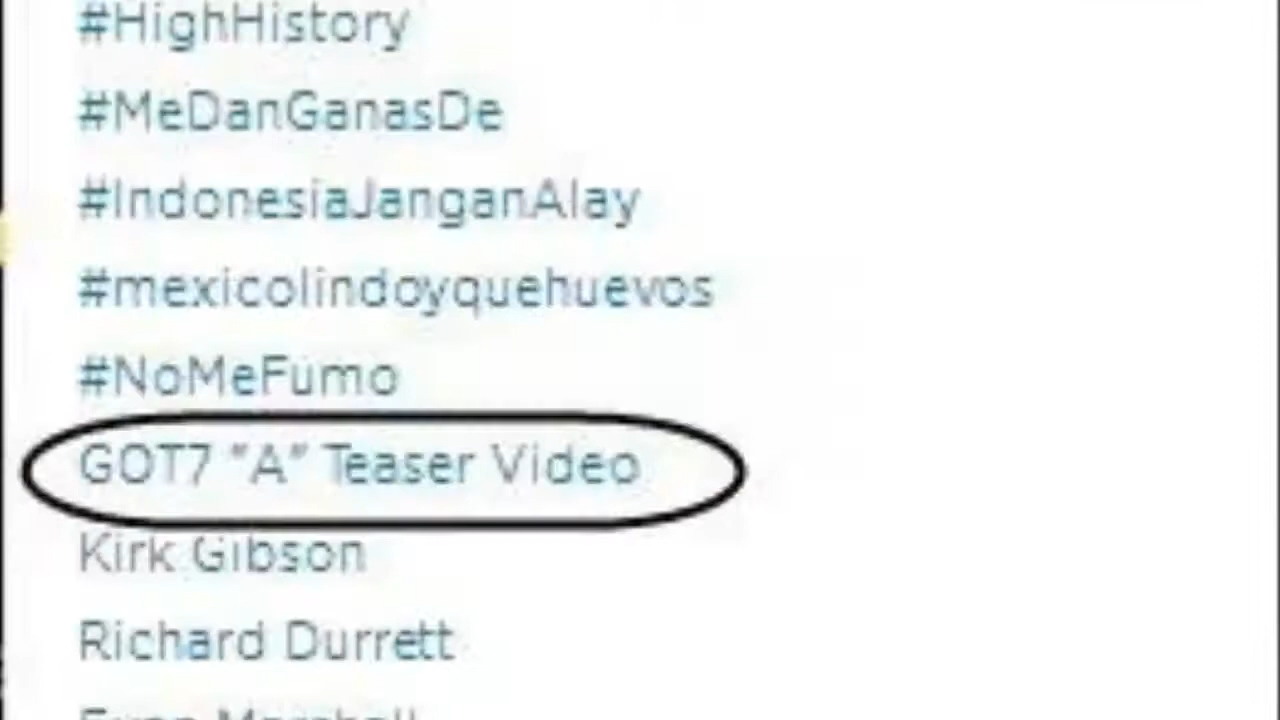 #HighHistory
#MeDanGanasDe
#IndonesiaJanganAlay
#mexicolindoyquehuevos
#NoMeFumo
GOT7 "A" Teaser Video
Kirk Gibson
Richard Durrett